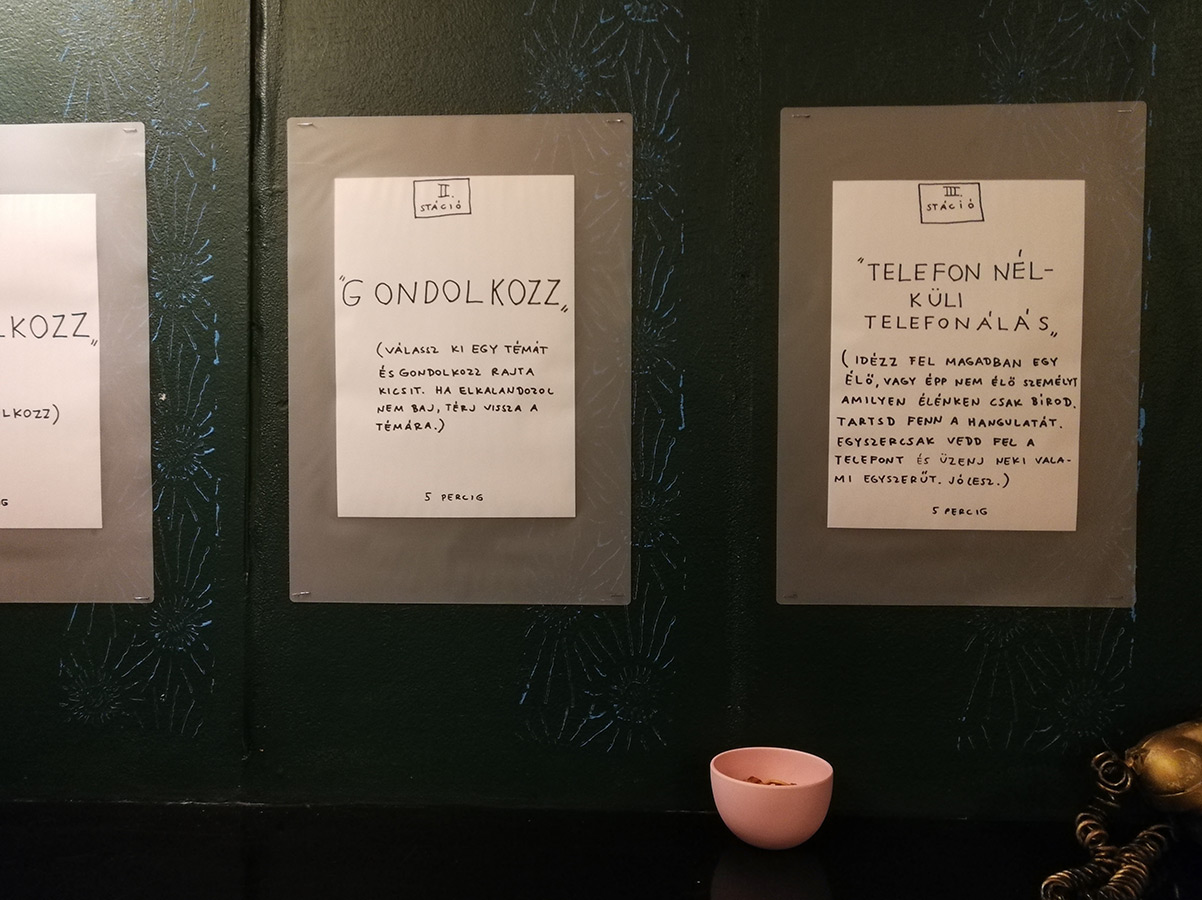 LKOZZ„
LKOZZ)
G
II.
STÁCIÓ
"GONDOLKOZZ„
(VÁLASSZ KI EGY TÉMÁT
ÉS GONDOLKOZZ RAJTA
KICSIT. HA ELKALANDOZOL
NEM BAJ, TÉRJ VISSZA A
TÉMÁRA.)
5 PERCIG
III.
STÁCIÓ
"TELEFON NÉL-
KÜLI
TELEFONÁLÁS„
(IDÉZZ FEL MAGADBAN EGY
ÉLŐ, VAGY ÉPP NEM ÉLŐ SZEMÉLYT
AMILYEN ÉLÉNKEN CSAK BÍROD.
TARTSD FENN A HANGULATÁT.
EGYSZERCSAK VEDD FEL A
TELEFONT ÉS ÜZENJ NEKI VALA-
MI EGYSZERŰT. JÓ LESZ.)
5 PERCIG